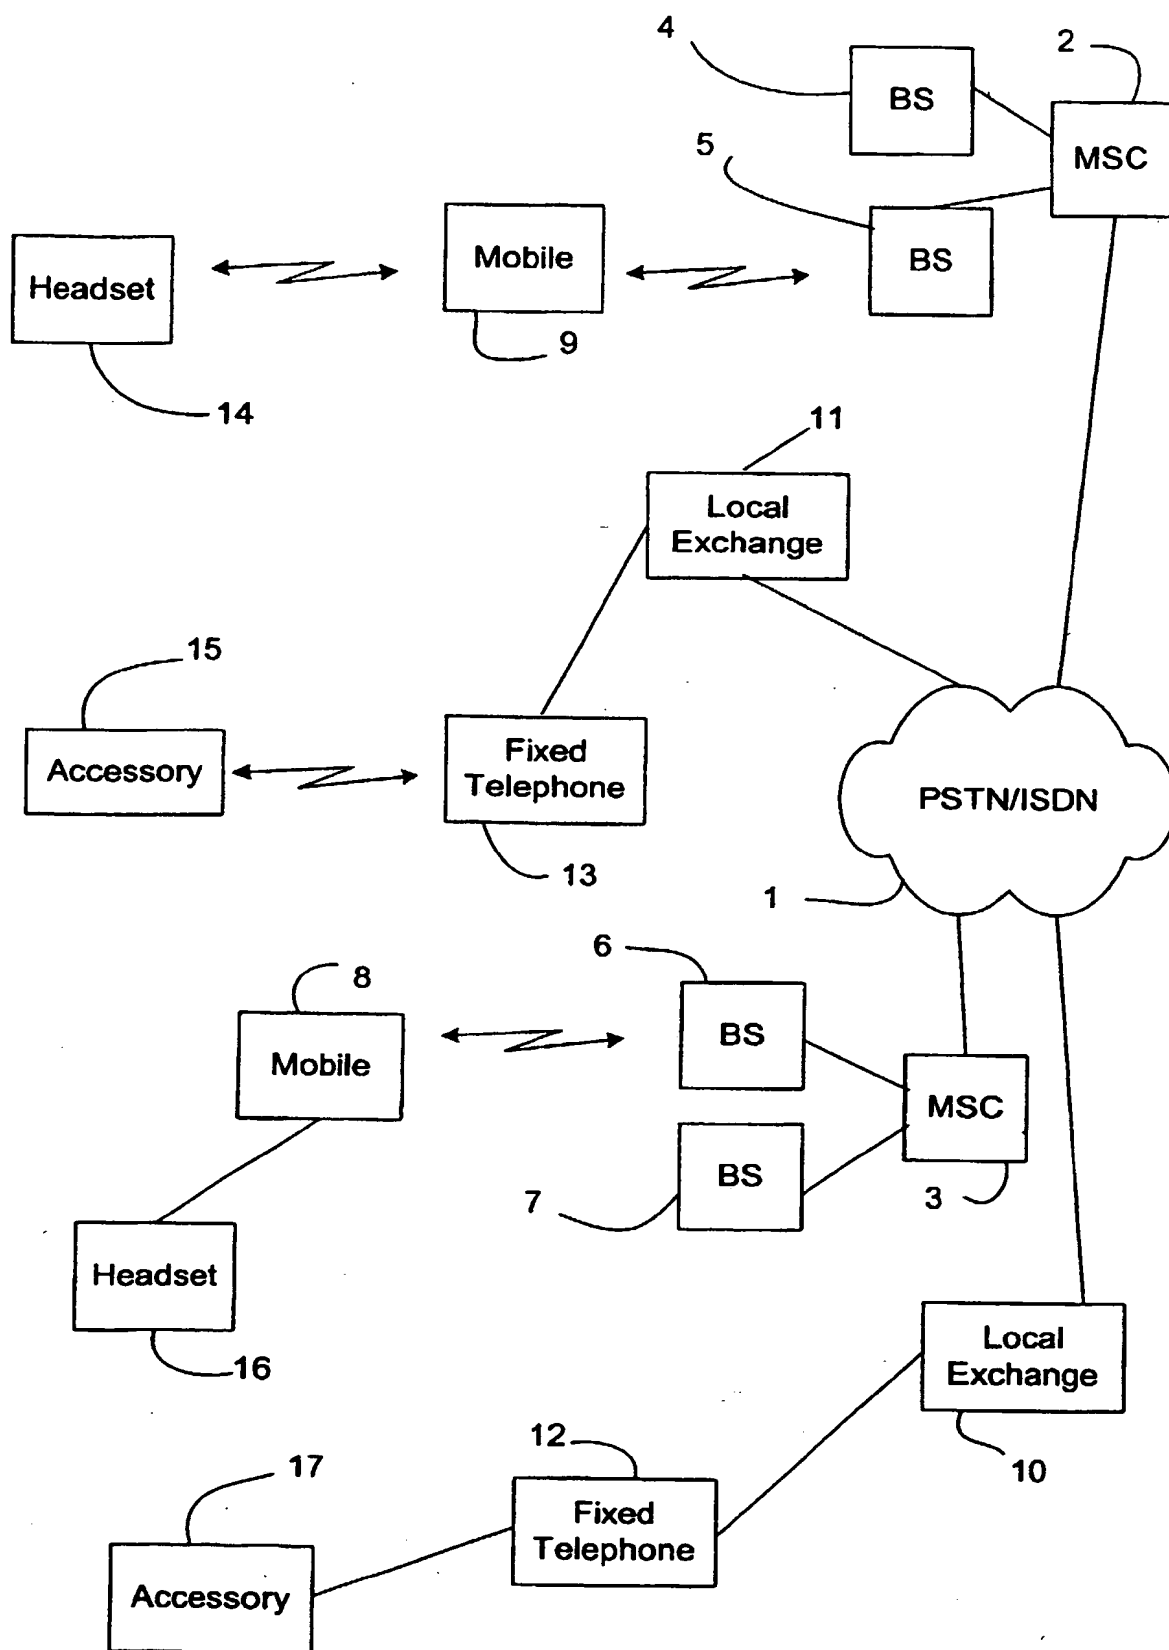 4
2
BS
MSC
5
BS
Mobile
Headset
9
14
11
Local
Exchange
15
Fixed
Telephone
Accessory
PSTN/ISDN
13
1
6
8
BS
Mobile
MSC
BS
7
3
Headset
Local
Exchange
16
12
10
17
Fixed
Telephone
Accessory